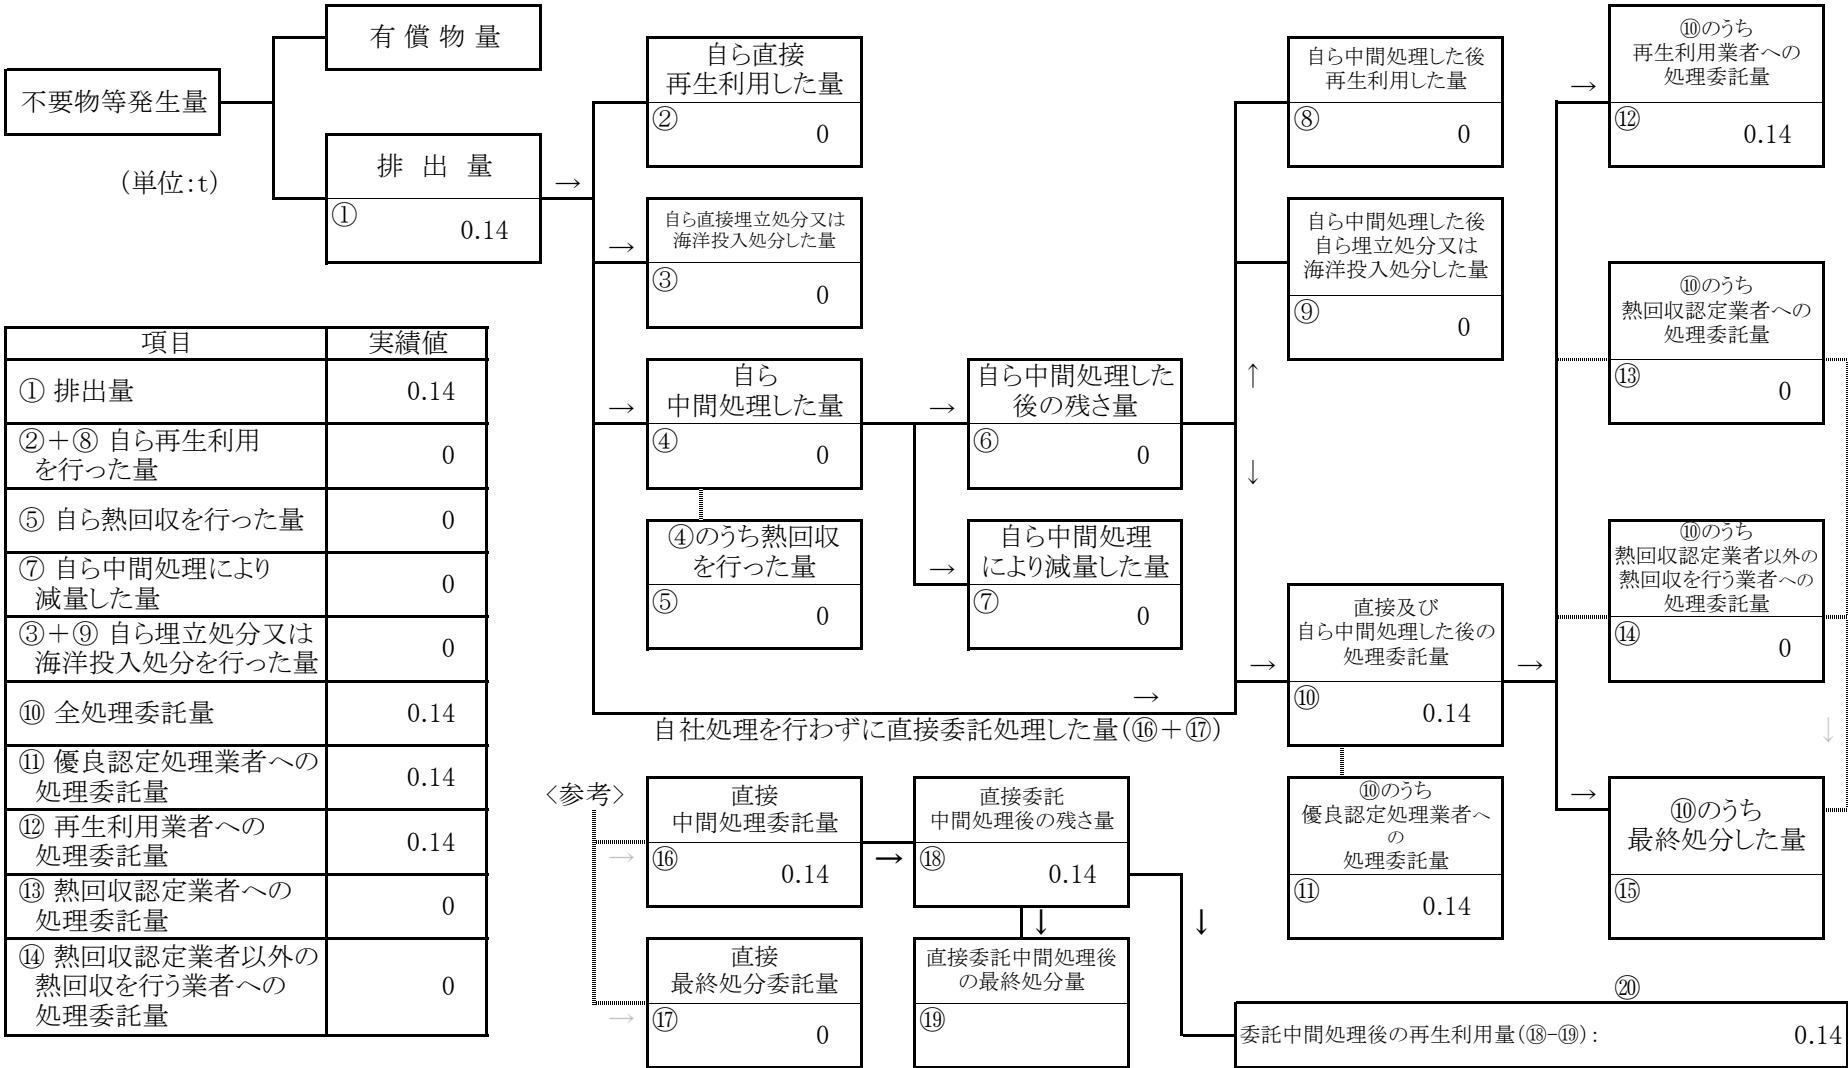 有 償 物 量
不要物等発生量
(単位:t)
排 出 量
→
①
0.14
自ら直接
再生利用した量
②
0
→
自ら直接埋立処分又は
海洋投入処分した量
③
0
→
自ら
中間処理した量
④
0
④のうち熱回収
を行った量
⑤
0
→
自ら中間処理した
後の残さ量
⑥
0
→
自ら中間処理
により減量した量
⑦
0
自ら中間処理した後
再生利用した量
⑧
0
自ら中間処理した後
自ら埋立処分又は
海洋投入処分した量
⑨
0
↑
↓
→
直接及び
自ら中間処理した後の
処理委託量
⑩
0.14
→
自社処理を行わずに直接委託処理した量(⑯+⑰)
⑩のうち
優良認定処理業者へ
の
処理委託量
⑪
0.14
→
→
⑩のうち
再生利用業者への
処理委託量
⑫
0.14
⑩のうち
熱回収認定業者への
処理委託量
⑬
0
⑩のうち
熱回収認定業者以外の
熱回収を行う業者への
処理委託量
⑭
0
↓
→
⑩のうち
最終処分した量
⑮
項目 実績値
① 排出量 0.14
②+⑧ 自ら再生利用
を行った量 0
⑤ 自ら熱回収を行った量 0
⑦ 自ら中間処理により
減量した量 0
③+⑨ 自ら埋立処分又は
海洋投入処分を行った量 0
⑩ 全処理委託量 0.14
⑪ 優良認定処理業者への
処理委託量 0.14
⑫ 再生利用業者への
処理委託量 0.14
⑬ 熱回収認定業者への
処理委託量 0
⑭ 熱回収認定業者以外の
熱回収を行う業者への
処理委託量 0
<参考>
→
直接
中間処理委託量
⑯
0.14
→
直接委託
中間処理後の残さ量
⑱
0.14
↓
↓
→
直接
最終処分委託量
⑰
0
直接委託中間処理後
の最終処分量
⑲
⑳
委託中間処理後の再生利用量(⑱-⑲): 0.14